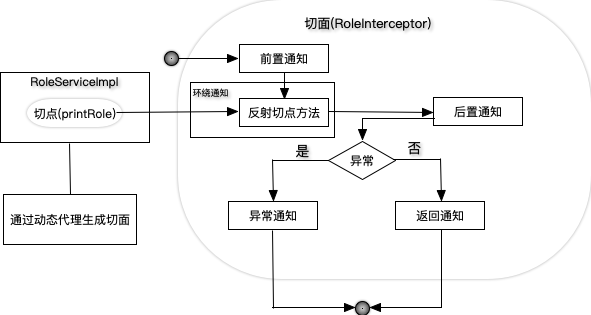 切面(RoleInterceptor)
前置通知
RoleServiceImpl
环绕通知
切点(printRole)
反射切点方法
后置通知
是
否
异常
通过动态代理生成切面
异常通知
返回通知